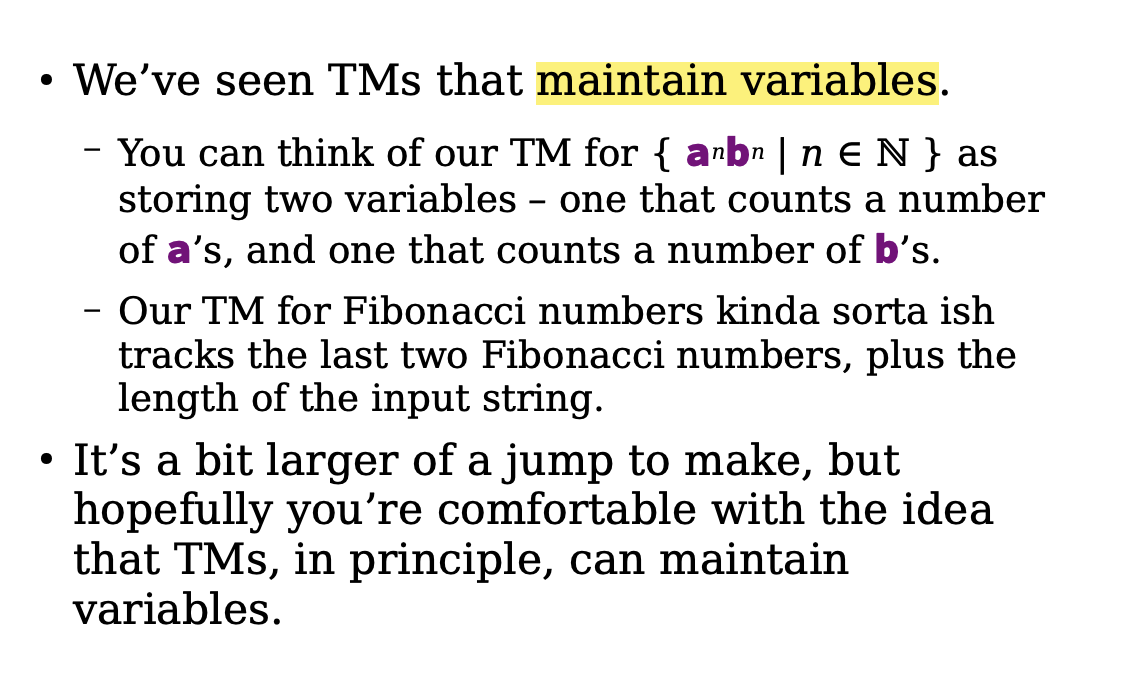 • We’ve seen TMs that maintain variables.
– You can think of our TM for { aⁿbⁿ | n ∈ ℕ } as
storing two variables – one that counts a number
of a’s, and one that counts a number of b’s.
– Our TM for Fibonacci numbers kinda sorta ish
tracks the last two Fibonacci numbers, plus the
length of the input string.
• It’s a bit larger of a jump to make, but
hopefully you’re comfortable with the idea
that TMs, in principle, can maintain
variables.